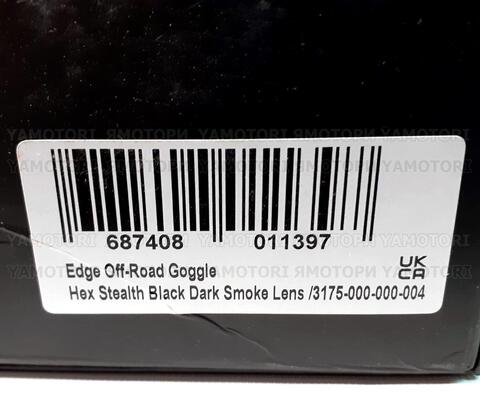 YAMOTORI ЯМОТОРИ YAMOTORI ЯМОТОРИ YAMOTORI
687408 011397
Edge Off-Road Goggle
UK
CA
Hex Stealth Black Dark Smoke Lens /3175-000-000-004